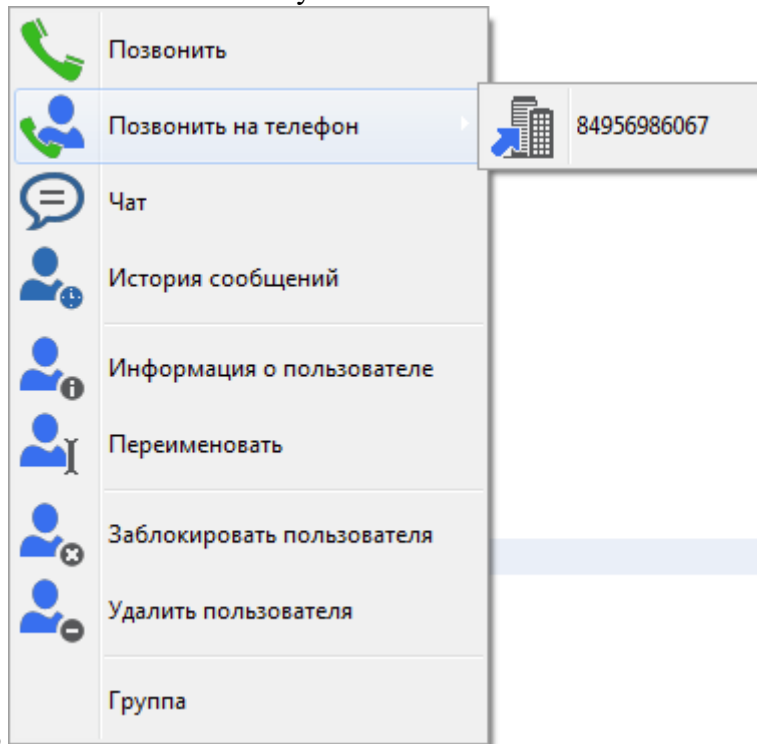 Позвонить
Позвонить на телефон
84956986067
Чат
История сообщений
Информация о пользователе
Переименовать
Заблокировать пользователя
Удалить пользователя
Группа